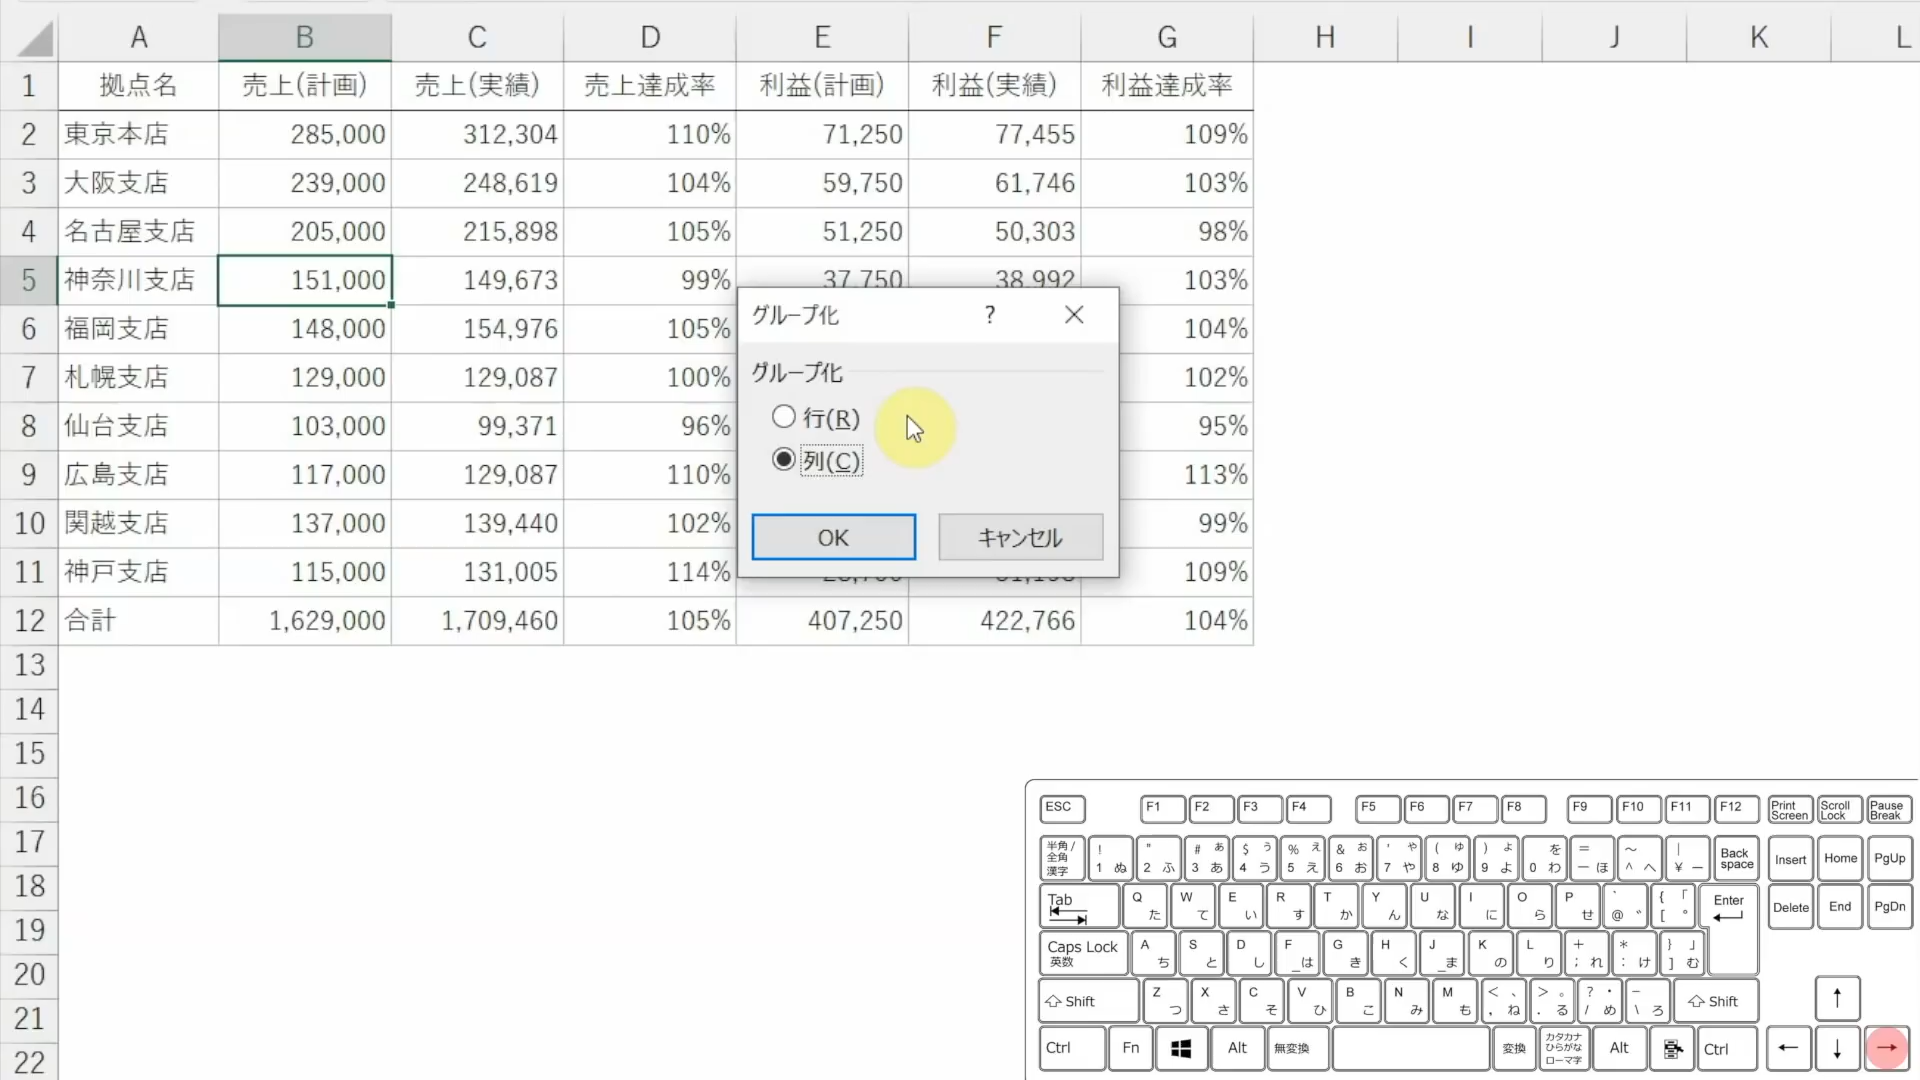 A B C D E F G H I J K L
1 拠点名 売上(計画) 売上(実績) 売上達成率 利益(計画) 利益(実績) 利益達成率
2 東京本店 285,000 312,304 110% 71,250 77,455 109%
3 大阪支店 239,000 248,619 104% 59,750 61,746 103%
4 名古屋支店 205,000 215,898 105% 51,250 50,303 98%
5 神奈川支店 151,000 149,673 99% 37,750 38,992 103%
6 福岡支店 148,000 154,976 105% 104%
7 札幌支店 129,000 129,087 100% 102%
8 仙台支店 103,000 99,371 96% 95%
9 広島支店 117,000 129,087 110% 113%
10 関越支店 137,000 139,440 102% 99%
11 神戸支店 115,000 131,005 114% 109%
12 合計 1,629,000 1,709,460 105% 407,250 422,766 104%
13
14
15
16
17
18
19
20
21
22
グループ化 ?
グループ化
行(R)
列(C)
OK キャンセル
ESC F1 F2 F3 F4 F5 F6 F7 F8 F9 F10 F11 F12 Print Screen Scroll Lock Pause Break
半角/全角 漢字 ! 1 ぬ " 2 ふ # あ 3 あ $ う 4 う % え 5 え & お 6 お ' や 7 や ( ゆ 8 ゆ ) よ 9 よ を 0 わ = ー ほ ～ ^ へ | ¥ ー Back space Insert Home PgUp
Tab Q た W て E い R す T か Y ん U な I に O ら P せ ` @ ゛ { 「 [ ゜ Enter Delete End PgDn
Caps Lock 英数 A ち S と D し F _は G き H く J _ま K の L り + ; れ * : け } 」 ] む
Shift Z つ X さ C そ V ひ B こ N み M も < 、 , ね > 。 . る ? ・ / め _ \ ろ Shift ↑
Ctrl Fn Alt 無変換 変換 カタカナ ひらがな ローマ字 Alt Ctrl ← ↓ →